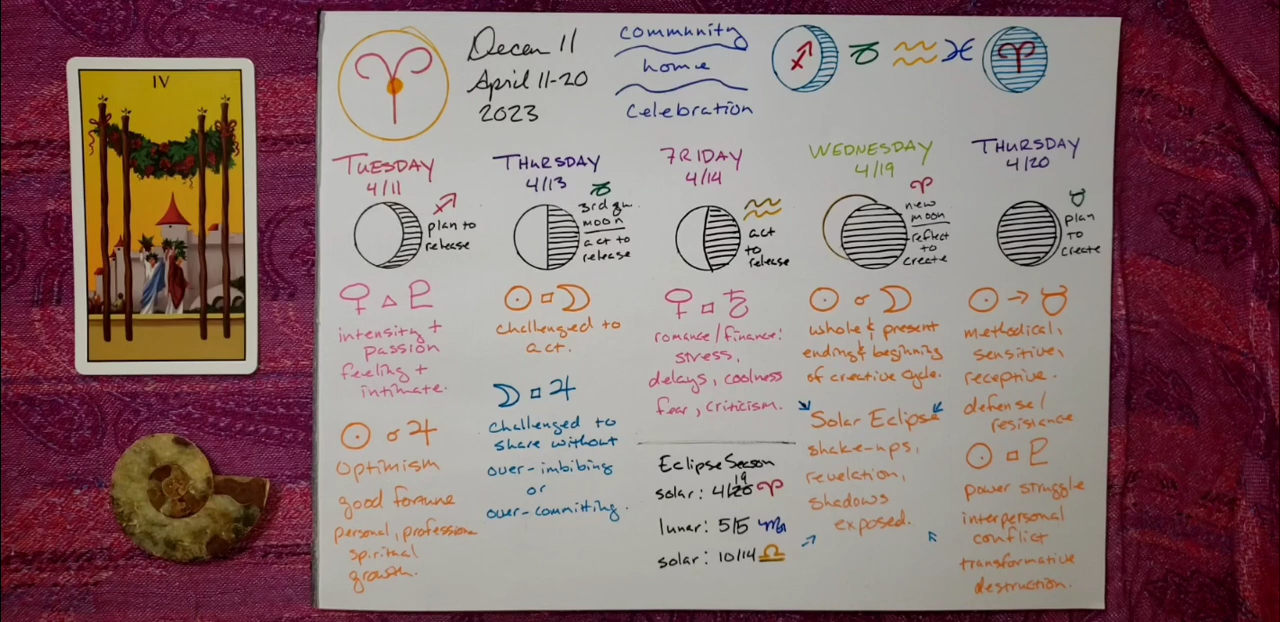 IV
Decan 11
April 11-20
2023
community
home
celebration
♐ ♑ ♒ ♓ ♈
TUESDAY
4/11
♐
plan to
release
♀ △ ♇
intensity +
passion
feeling +
intimate.
☉ ☌ ♃
optimism
good fortune
personal, professional
spiritual
growth.
THURSDAY
4/13
♑
3rd qu.
moon
act to
release
☉ □ ☽
challenged to
act.
☽ □ ♃
challenged to
share without
over-imbibing
or
over-committing.
FRIDAY
4/14
♒
act
to
release
♀ □ ♄
romance/finance:
stress,
delays, coolness
fear, criticism.
Eclipse Season
19
solar: 4/20 ♈
lunar: 5/5 ♏
solar: 10/14 ♎
WEDNESDAY
4/19
♈
new
moon
reflect to
create
☉ ☌ ☽
whole & present
ending & beginning
of creative cycle.
Solar Eclipse
shake-ups,
revelation,
shadows
exposed.
THURSDAY
4/20
♉
plan
to
create
☉ → ♉
methodical,
sensitive,
receptive.
defense/
resistance
☉ □ ♇
power struggle
interpersonal
conflict
transformative
destruction.